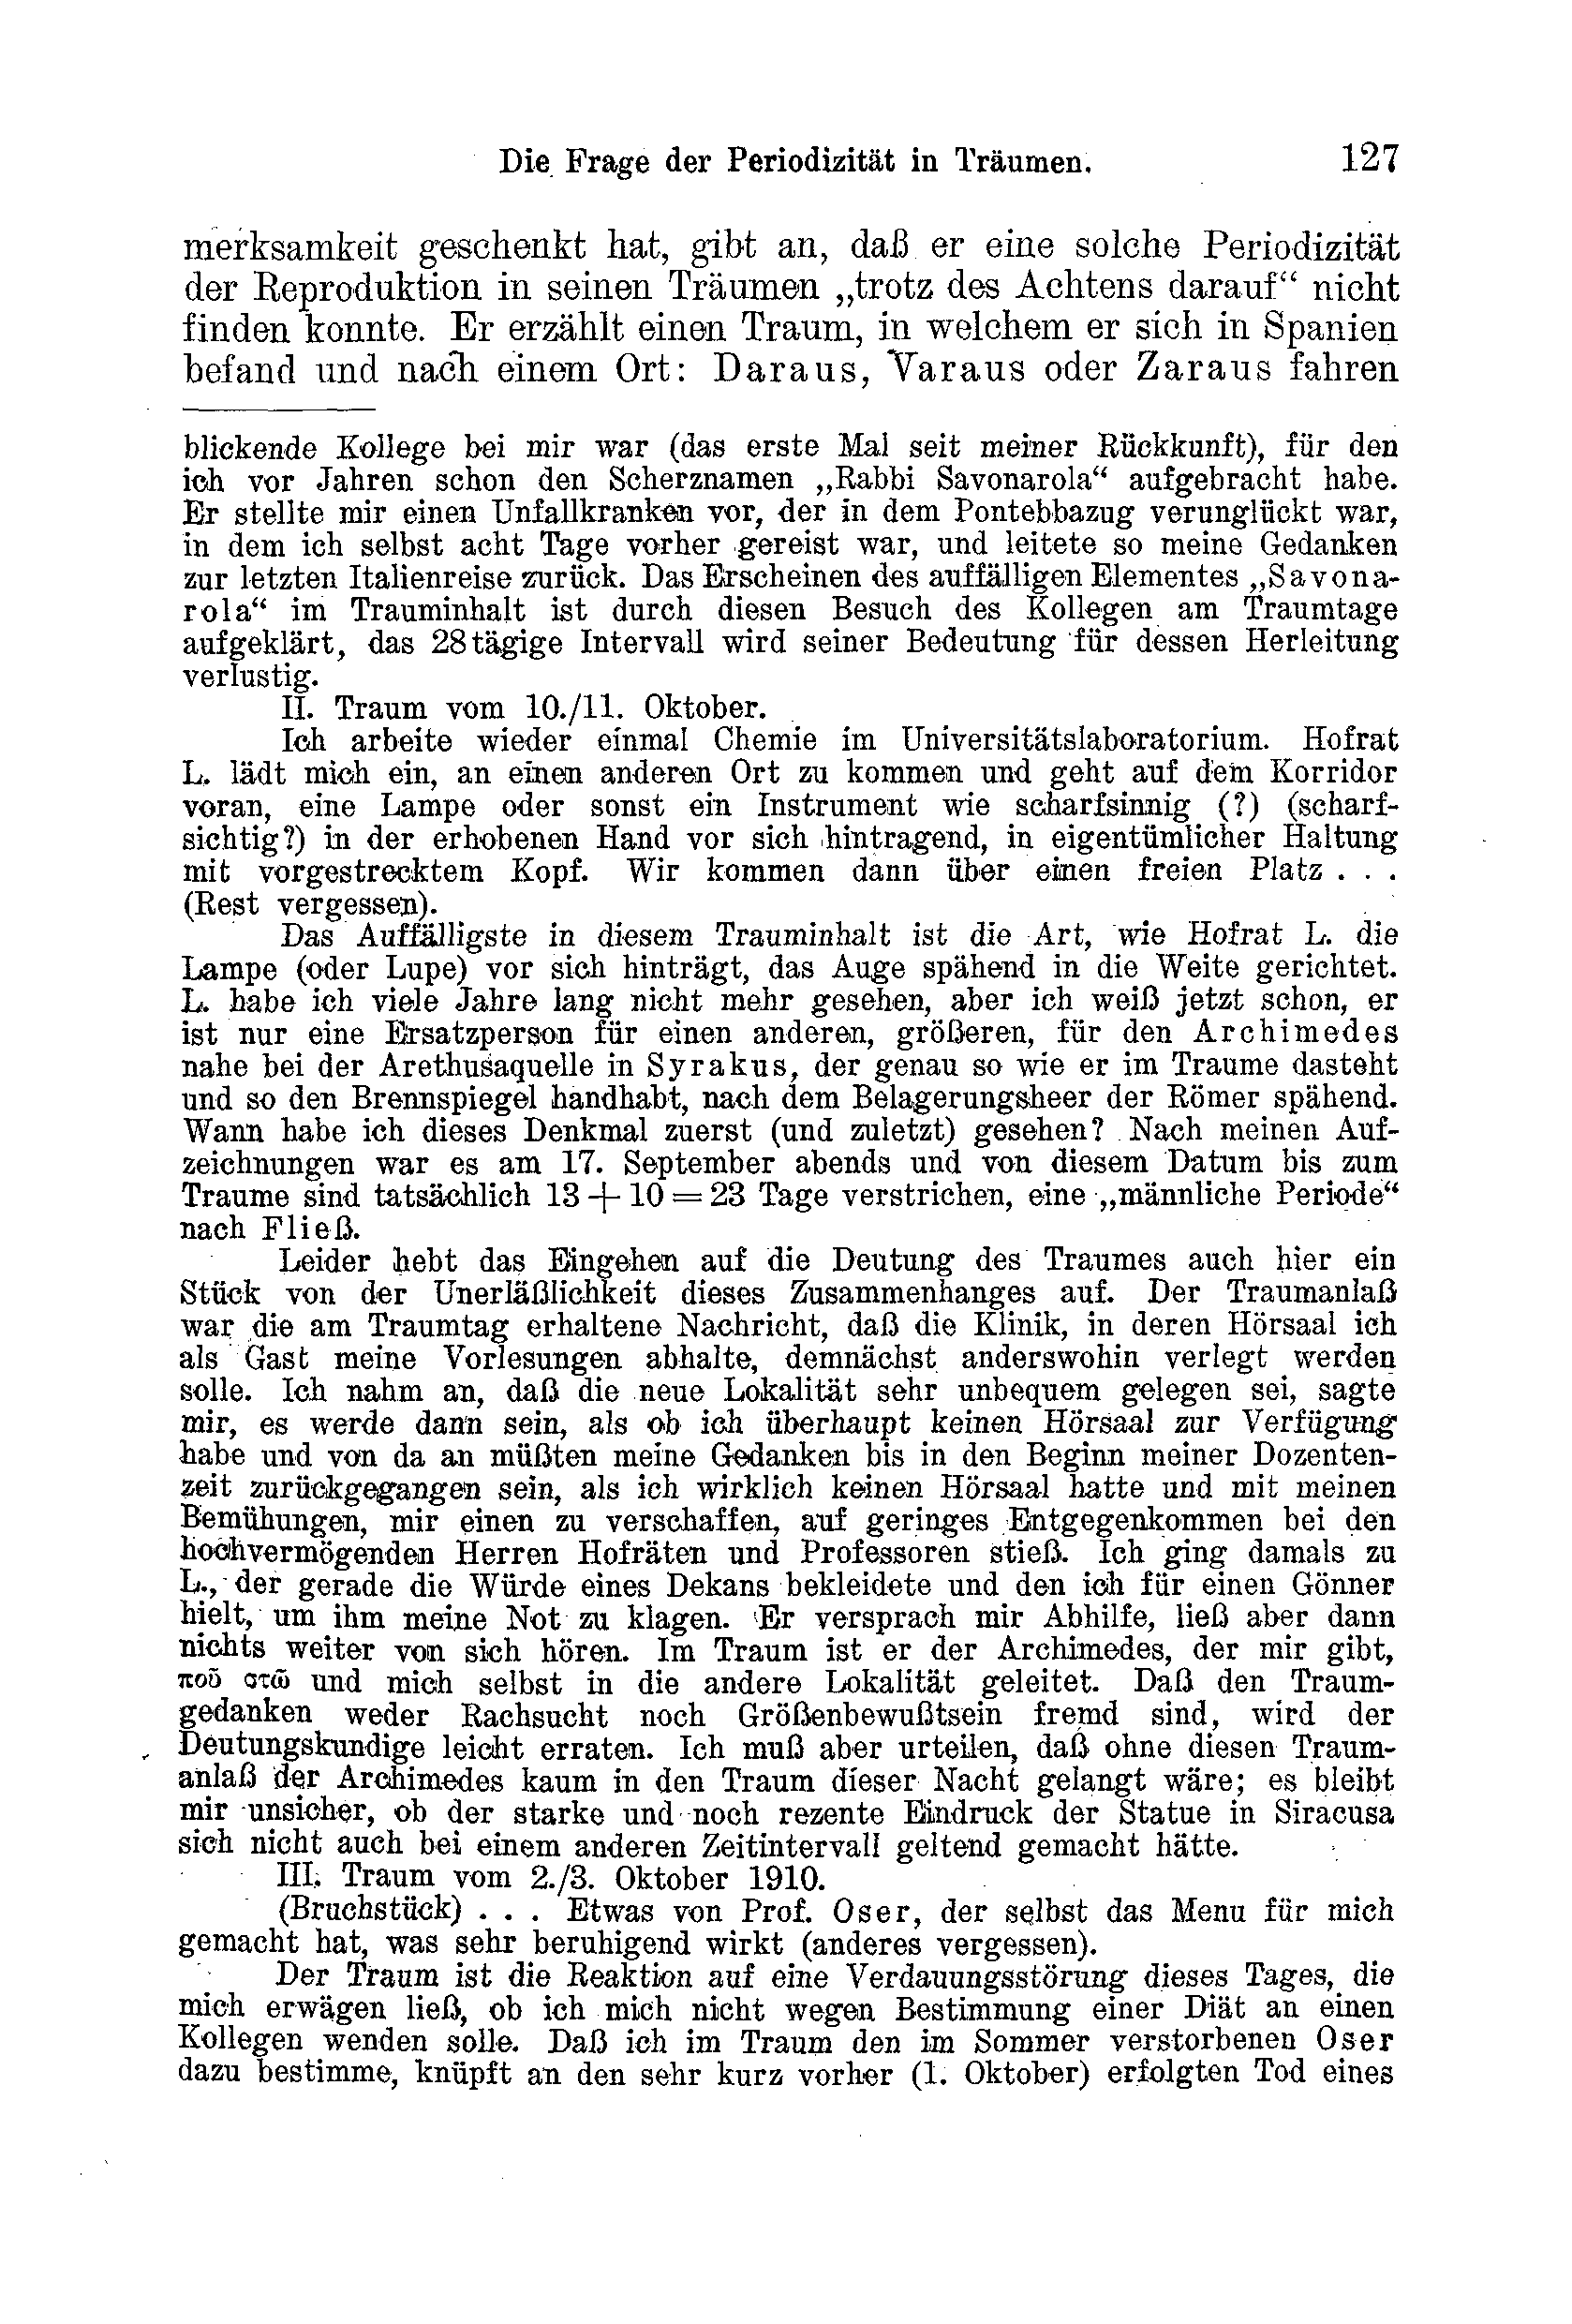 Die Frage der Periodizität in Träumen. 127
merksamkeit geschenkt hat, gibt an, daß er eine solche Periodizität
der Reproduktion in seinen Träumen „trotz des Achtens darauf“ nicht
finden konnte. Er erzählt einen Traum, in welchem er sich in Spanien
befand und nach einem Ort: Daraus, Varaus oder Zaraus fahren
blickende Kollege bei mir war (das erste Mal seit meiner Rückkunft), für den
ich vor Jahren schon den Scherznamen „Rabbi Savonarola“ aufgebracht habe.
Er stellte mir einen Unfallkranken vor, der in dem Pontebbazug verunglückt war,
in dem ich selbst acht Tage vorher gereist war, und leitete so meine Gedanken
zur letzten Italienreise zurück. Das Erscheinen des auffälligen Elementes „Savona-
rola“ im Trauminhalt ist durch diesen Besuch des Kollegen am Traumtage
aufgeklärt, das 28tägige Intervall wird seiner Bedeutung für dessen Herleitung
verlustig.
II. Traum vom 10./11. Oktober.
Ich arbeite wieder einmal Chemie im Universitätslaboratorium. Hofrat
L. lädt mich ein, an einen anderen Ort zu kommen und geht auf dem Korridor
voran, eine Lampe oder sonst ein Instrument wie scharfsinnig (?) (scharf-
sichtig?) in der erhobenen Hand vor sich hintragend, in eigentümlicher Haltung
mit vorgestrecktem Kopf. Wir kommen dann über einen freien Platz . . .
(Rest vergessen).
Das Auffälligste in diesem Trauminhalt ist die Art, wie Hofrat L. die
Lampe (oder Lupe) vor sich hinträgt, das Auge spähend in die Weite gerichtet.
L. habe ich viele Jahre lang nicht mehr gesehen, aber ich weiß jetzt schon, er
ist nur eine Ersatzperson für einen anderen, größeren, für den Archimedes
nahe bei der Arethusaquelle in Syrakus, der genau so wie er im Traume dasteht
und so den Brennspiegel handhabt, nach dem Belagerungsheer der Römer spähend.
Wann habe ich dieses Denkmal zuerst (und zuletzt) gesehen? Nach meinen Auf-
zeichnungen war es am 17. September abends und von diesem Datum bis zum
Traume sind tatsächlich 13 + 10 = 23 Tage verstrichen, eine „männliche Periode“
nach Fließ.
Leider hebt das Eingehen auf die Deutung des Traumes auch hier ein
Stück von der Unerläßlichkeit dieses Zusammenhanges auf. Der Traumanlaß
war die am Traumtag erhaltene Nachricht, daß die Klinik, in deren Hörsaal ich
als Gast meine Vorlesungen abhalte, demnächst anderswohin verlegt werden
solle. Ich nahm an, daß die neue Lokalität sehr unbequem gelegen sei, sagte
mir, es werde dann sein, als ob ich überhaupt keinen Hörsaal zur Verfügung
habe und von da an müßten meine Gedanken bis in den Beginn meiner Dozenten-
zeit zurückgegangen sein, als ich wirklich keinen Hörsaal hatte und mit meinen
Bemühungen, mir einen zu verschaffen, auf geringes Entgegenkommen bei den
hochvermögenden Herren Hofräten und Professoren stieß. Ich ging damals zu
L., der gerade die Würde eines Dekans bekleidete und den ich für einen Gönner
hielt, um ihm meine Not zu klagen. Er versprach mir Abhilfe, ließ aber dann
nichts weiter von sich hören. Im Traum ist er der Archimedes, der mir gibt,
ποῦ στῶ und mich selbst in die andere Lokalität geleitet. Daß den Traum-
gedanken weder Rachsucht noch Größenbewußtsein fremd sind, wird der
Deutungskundige leicht erraten. Ich muß aber urteilen, daß ohne diesen Traum-
anlaß der Archimedes kaum in den Traum dieser Nacht gelangt wäre; es bleibt
mir unsicher, ob der starke und noch rezente Eindruck der Statue in Siracusa
sich nicht auch bei einem anderen Zeitintervall geltend gemacht hätte.
III. Traum vom 2./3. Oktober 1910.
(Bruchstück) . . . Etwas von Prof. Oser, der selbst das Menu für mich
gemacht hat, was sehr beruhigend wirkt (anderes vergessen).
Der Traum ist die Reaktion auf eine Verdauungsstörung dieses Tages, die
mich erwägen ließ, ob ich mich nicht wegen Bestimmung einer Diät an einen
Kollegen wenden solle. Daß ich im Traum den im Sommer verstorbenen Oser
dazu bestimme, knüpft an den sehr kurz vorher (1. Oktober) erfolgten Tod eines